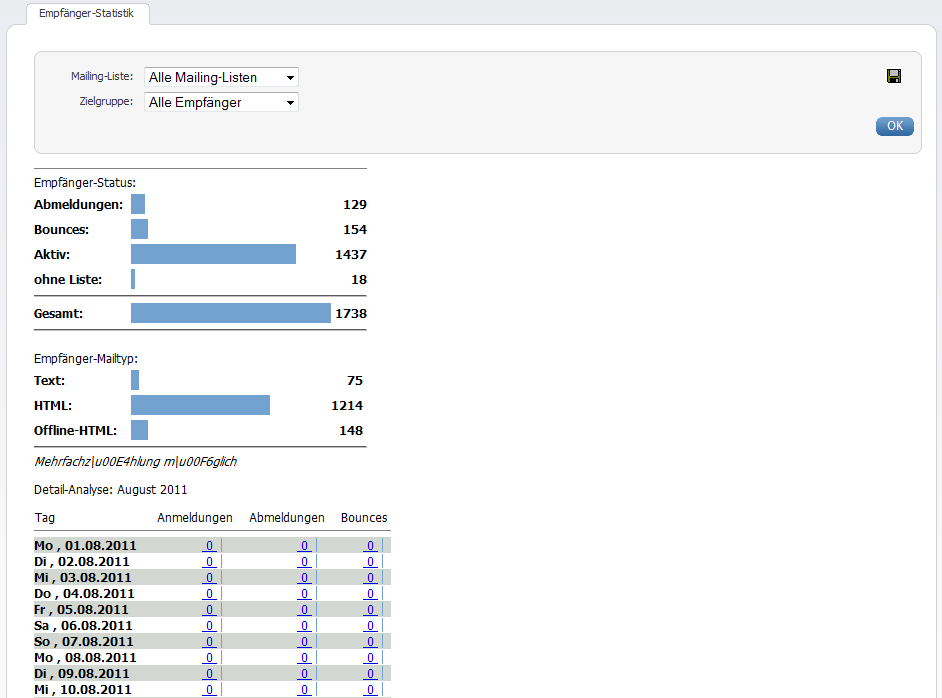 Empfänger-Statistik
Mailing-Liste: Alle Mailing-Listen
Zielgruppe: Alle Empfänger
OK
Empfänger-Status:
Abmeldungen: 129
Bounces: 154
Aktiv: 1437
ohne Liste: 18
Gesamt: 1738
Empfänger-Mailtyp:
Text: 75
HTML: 1214
Offline-HTML: 148
Mehrfachz\u00E4hlung m\u00F6glich
Detail-Analyse: August 2011
Tag Anmeldungen Abmeldungen Bounces
Mo , 01.08.2011 0 0 0
Di , 02.08.2011 0 0 0
Mi , 03.08.2011 0 0 0
Do , 04.08.2011 0 0 0
Fr , 05.08.2011 0 0 0
Sa , 06.08.2011 0 0 0
So , 07.08.2011 0 0 0
Mo , 08.08.2011 0 0 0
Di , 09.08.2011 0 0 0
Mi , 10.08.2011 0 0 0